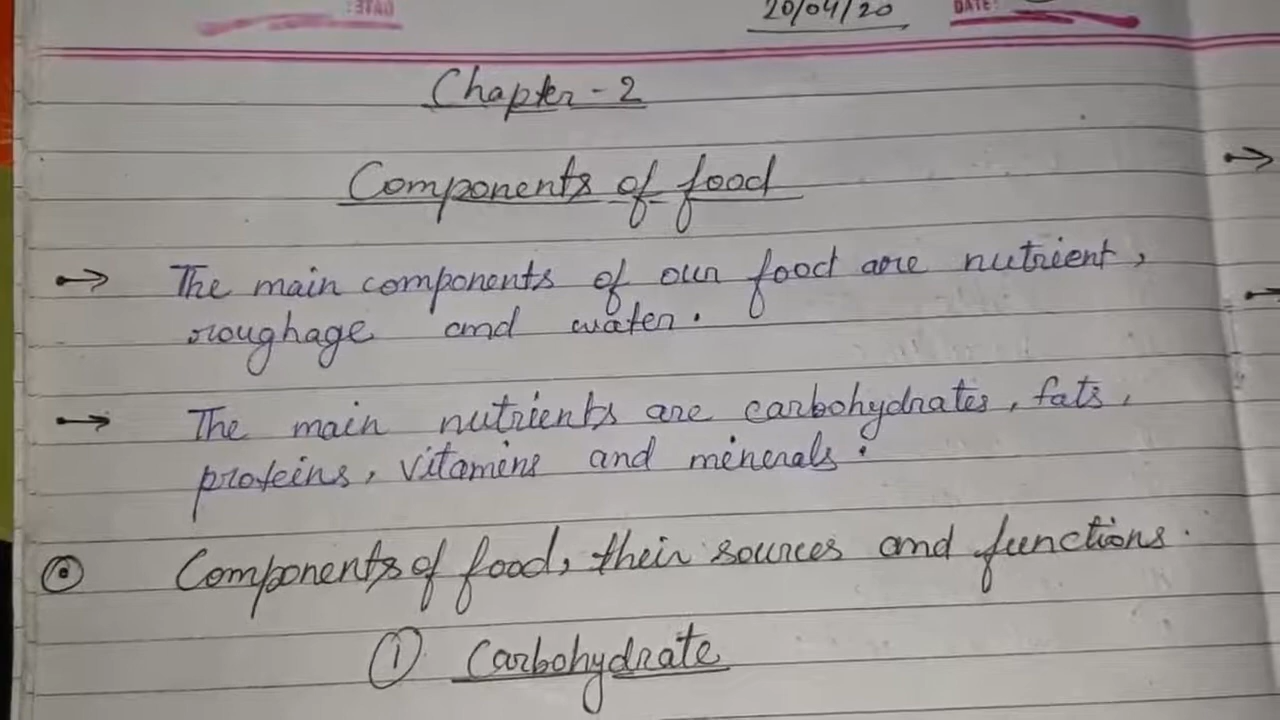 20/04/20
DATE:
Chapter - 2
Components of food
→ The main components of our food are nutrient,
roughage and water.
→ The main nutrients are carbohydrates, fats,
proteins, vitamins and minerals.
Components of food, their sources and functions.
① Carbohydrate